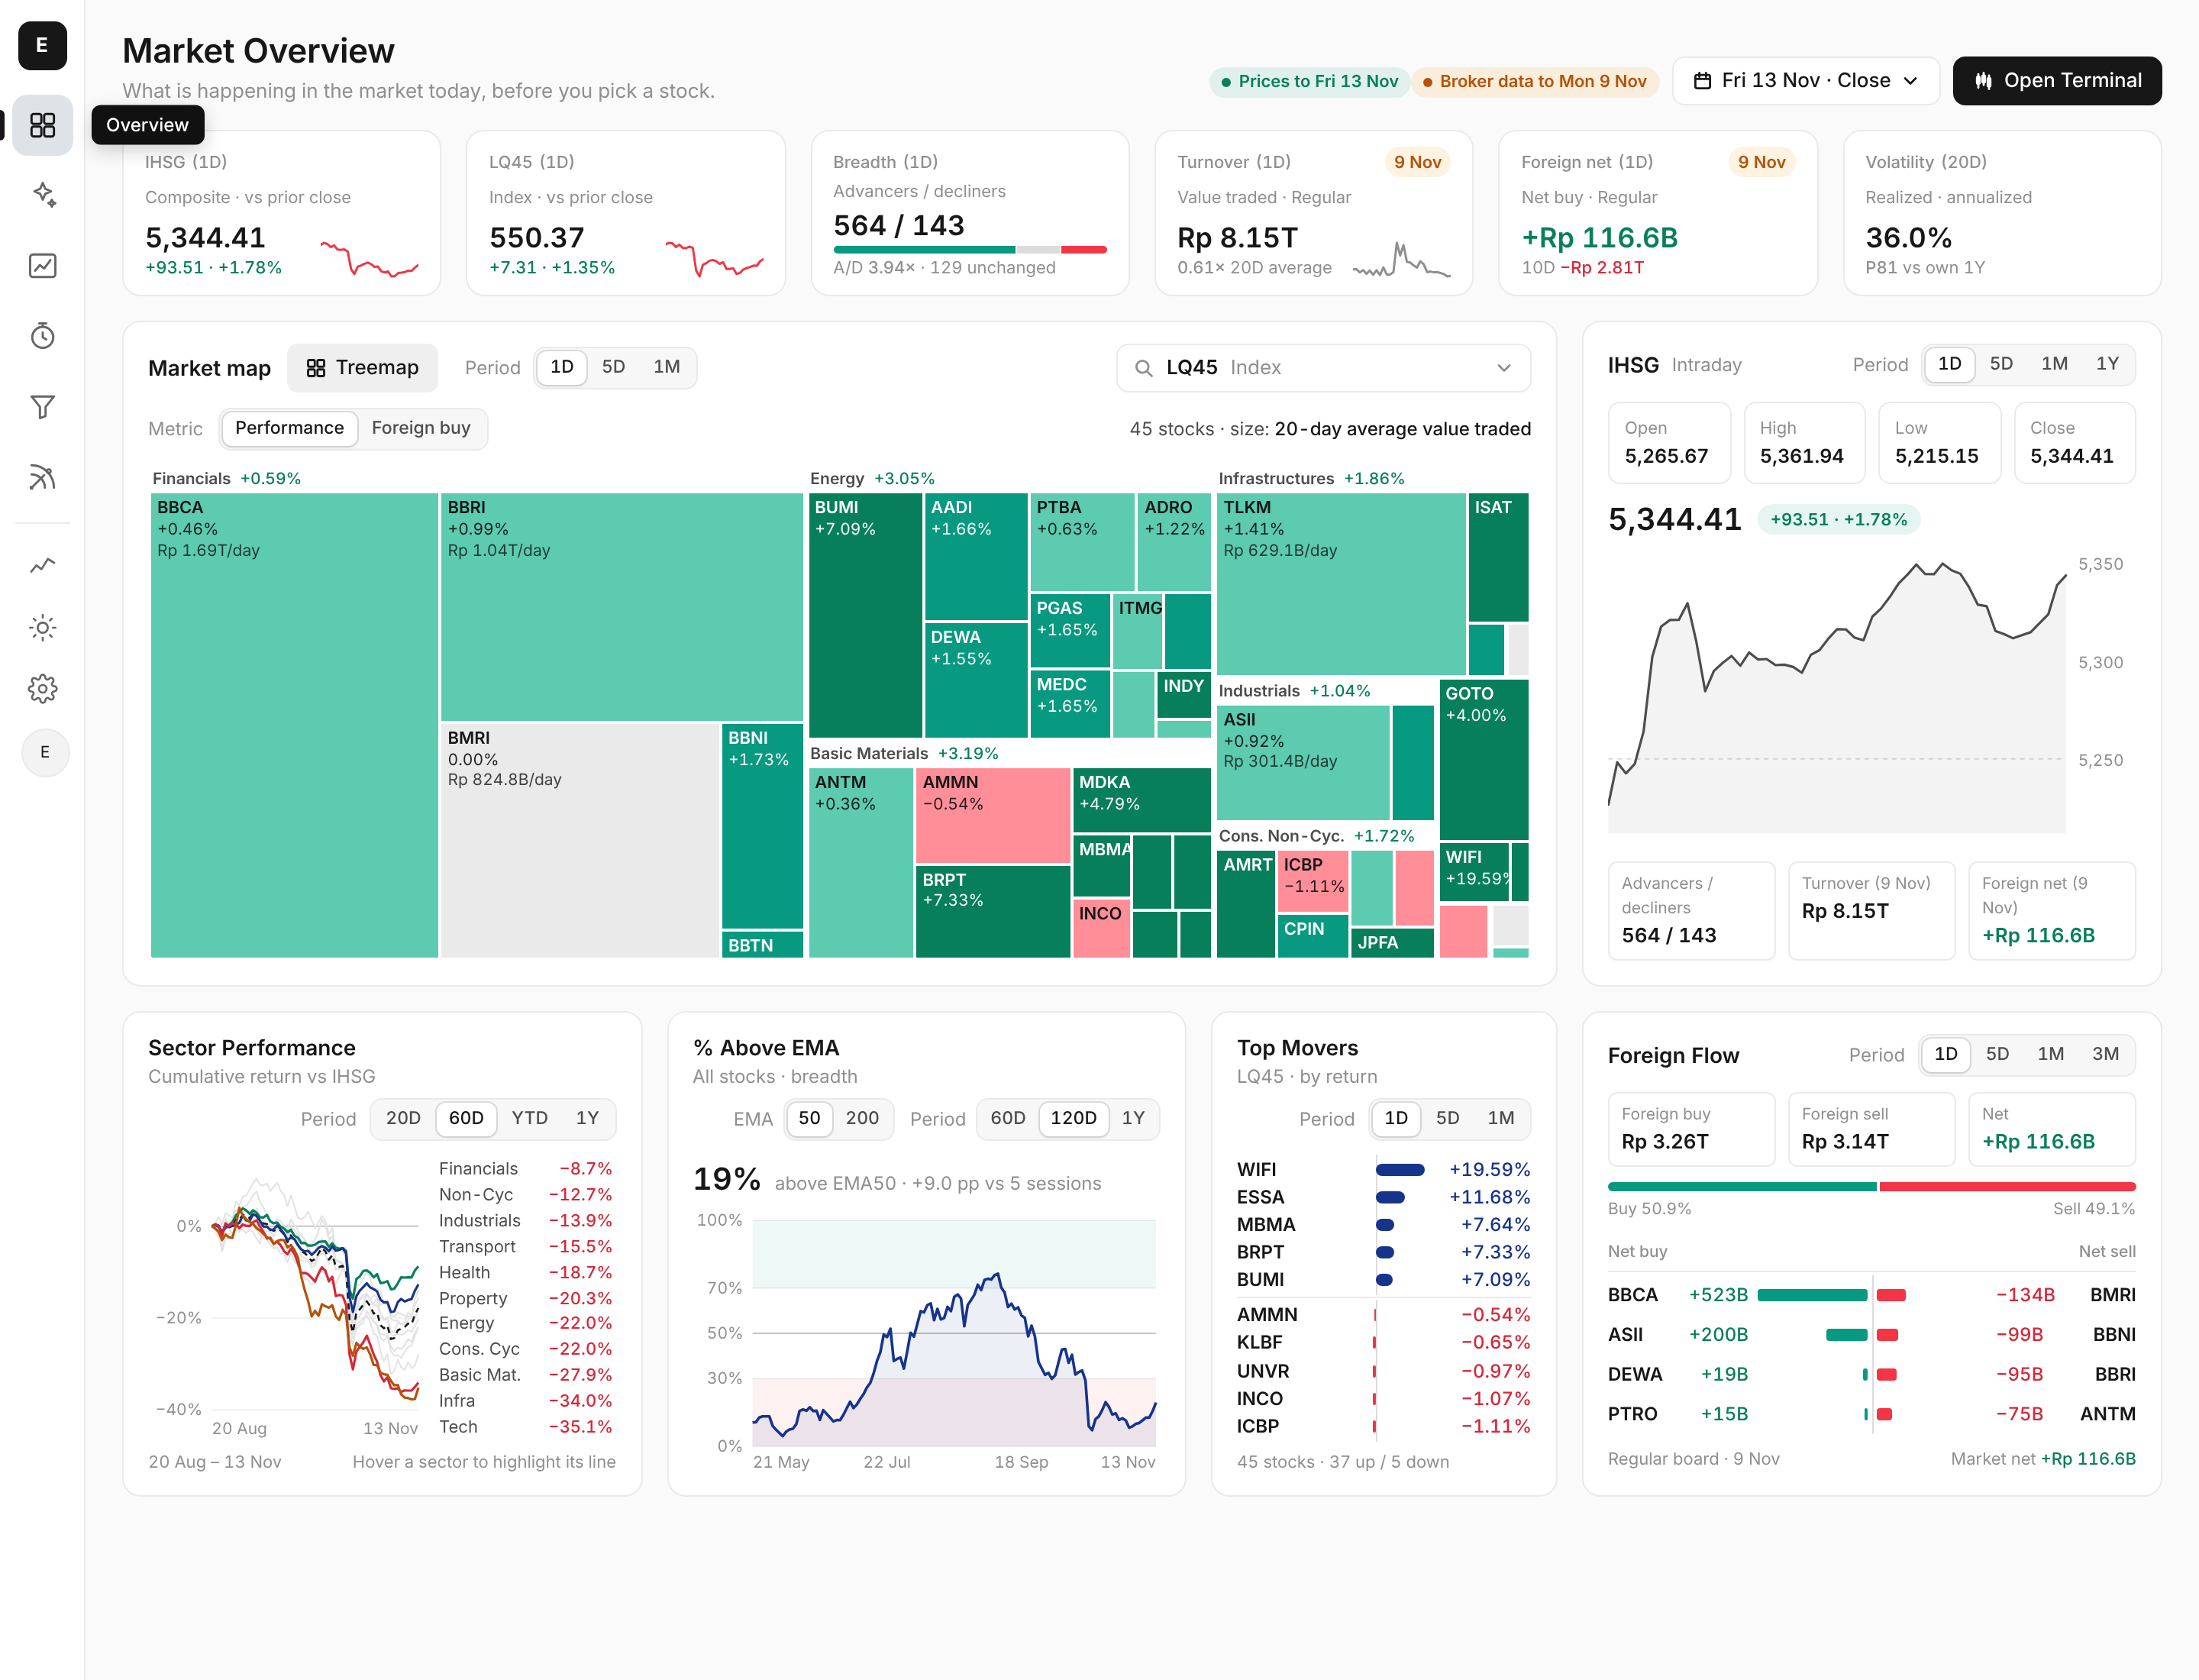 E
Market Overview
What is happening in the market today, before you pick a stock.
Prices to Fri 13 Nov
Broker data to Mon 9 Nov
Fri 13 Nov · Close
Open Terminal
Overview
IHSG (1D)
Composite · vs prior close
5,344.41
+93.51 · +1.78%
LQ45 (1D)
Index · vs prior close
550.37
+7.31 · +1.35%
Breadth (1D)
Advancers / decliners
564 / 143
A/D 3.94× · 129 unchanged
Turnover (1D)
9 Nov
Value traded · Regular
Rp 8.15T
0.61× 20D average
Foreign net (1D)
9 Nov
Net buy · Regular
+Rp 116.6B
10D −Rp 2.81T
Volatility (20D)
Realized · annualized
36.0%
P81 vs own 1Y
Market map
Treemap
Period
1D
5D
1M
LQ45 Index
Metric
Performance
Foreign buy
45 stocks · size: 20-day average value traded
Financials +0.59%
BBCA
+0.46%
Rp 1.69T/day
BBRI
+0.99%
Rp 1.04T/day
BMRI
0.00%
Rp 824.8B/day
BBNI
+1.73%
BBTN
Energy +3.05%
BUMI
+7.09%
AADI
+1.66%
PTBA
+0.63%
ADRO
+1.22%
DEWA
+1.55%
PGAS
+1.65%
ITMG
MEDC
+1.65%
INDY
Basic Materials +3.19%
ANTM
+0.36%
AMMN
−0.54%
BRPT
+7.33%
MDKA
+4.79%
MBMA
INCO
Infrastructures +1.86%
TLKM
+1.41%
Rp 629.1B/day
ISAT
Industrials +1.04%
ASII
+0.92%
Rp 301.4B/day
GOTO
+4.00%
Cons. Non-Cyc. +1.72%
AMRT
ICBP
−1.11%
CPIN
JPFA
WIFI
+19.59%
IHSG Intraday
Period
1D
5D
1M
1Y
Open
5,265.67
High
5,361.94
Low
5,215.15
Close
5,344.41
5,344.41
+93.51 · +1.78%
5,350
5,300
5,250
Advancers /
decliners
564 / 143
Turnover (9 Nov)
Rp 8.15T
Foreign net (9
Nov)
+Rp 116.6B
E
Sector Performance
Cumulative return vs IHSG
Period
20D
60D
YTD
1Y
0%
−20%
−40%
20 Aug
13 Nov
Financials −8.7%
Non-Cyc −12.7%
Industrials −13.9%
Transport −15.5%
Health −18.7%
Property −20.3%
Energy −22.0%
Cons. Cyc −22.0%
Basic Mat. −27.9%
Infra −34.0%
Tech −35.1%
20 Aug – 13 Nov
Hover a sector to highlight its line
% Above EMA
All stocks · breadth
EMA
50
200
Period
60D
120D
1Y
19% above EMA50 · +9.0 pp vs 5 sessions
100%
70%
50%
30%
0%
21 May
22 Jul
18 Sep
13 Nov
Top Movers
LQ45 · by return
Period
1D
5D
1M
WIFI +19.59%
ESSA +11.68%
MBMA +7.64%
BRPT +7.33%
BUMI +7.09%
AMMN −0.54%
KLBF −0.65%
UNVR −0.97%
INCO −1.07%
ICBP −1.11%
45 stocks · 37 up / 5 down
Foreign Flow
Period
1D
5D
1M
3M
Foreign buy
Rp 3.26T
Foreign sell
Rp 3.14T
Net
+Rp 116.6B
Buy 50.9%
Sell 49.1%
Net buy
Net sell
BBCA +523B −134B BMRI
ASII +200B −99B BBNI
DEWA +19B −95B BBRI
PTRO +15B −75B ANTM
Regular board · 9 Nov
Market net +Rp 116.6B